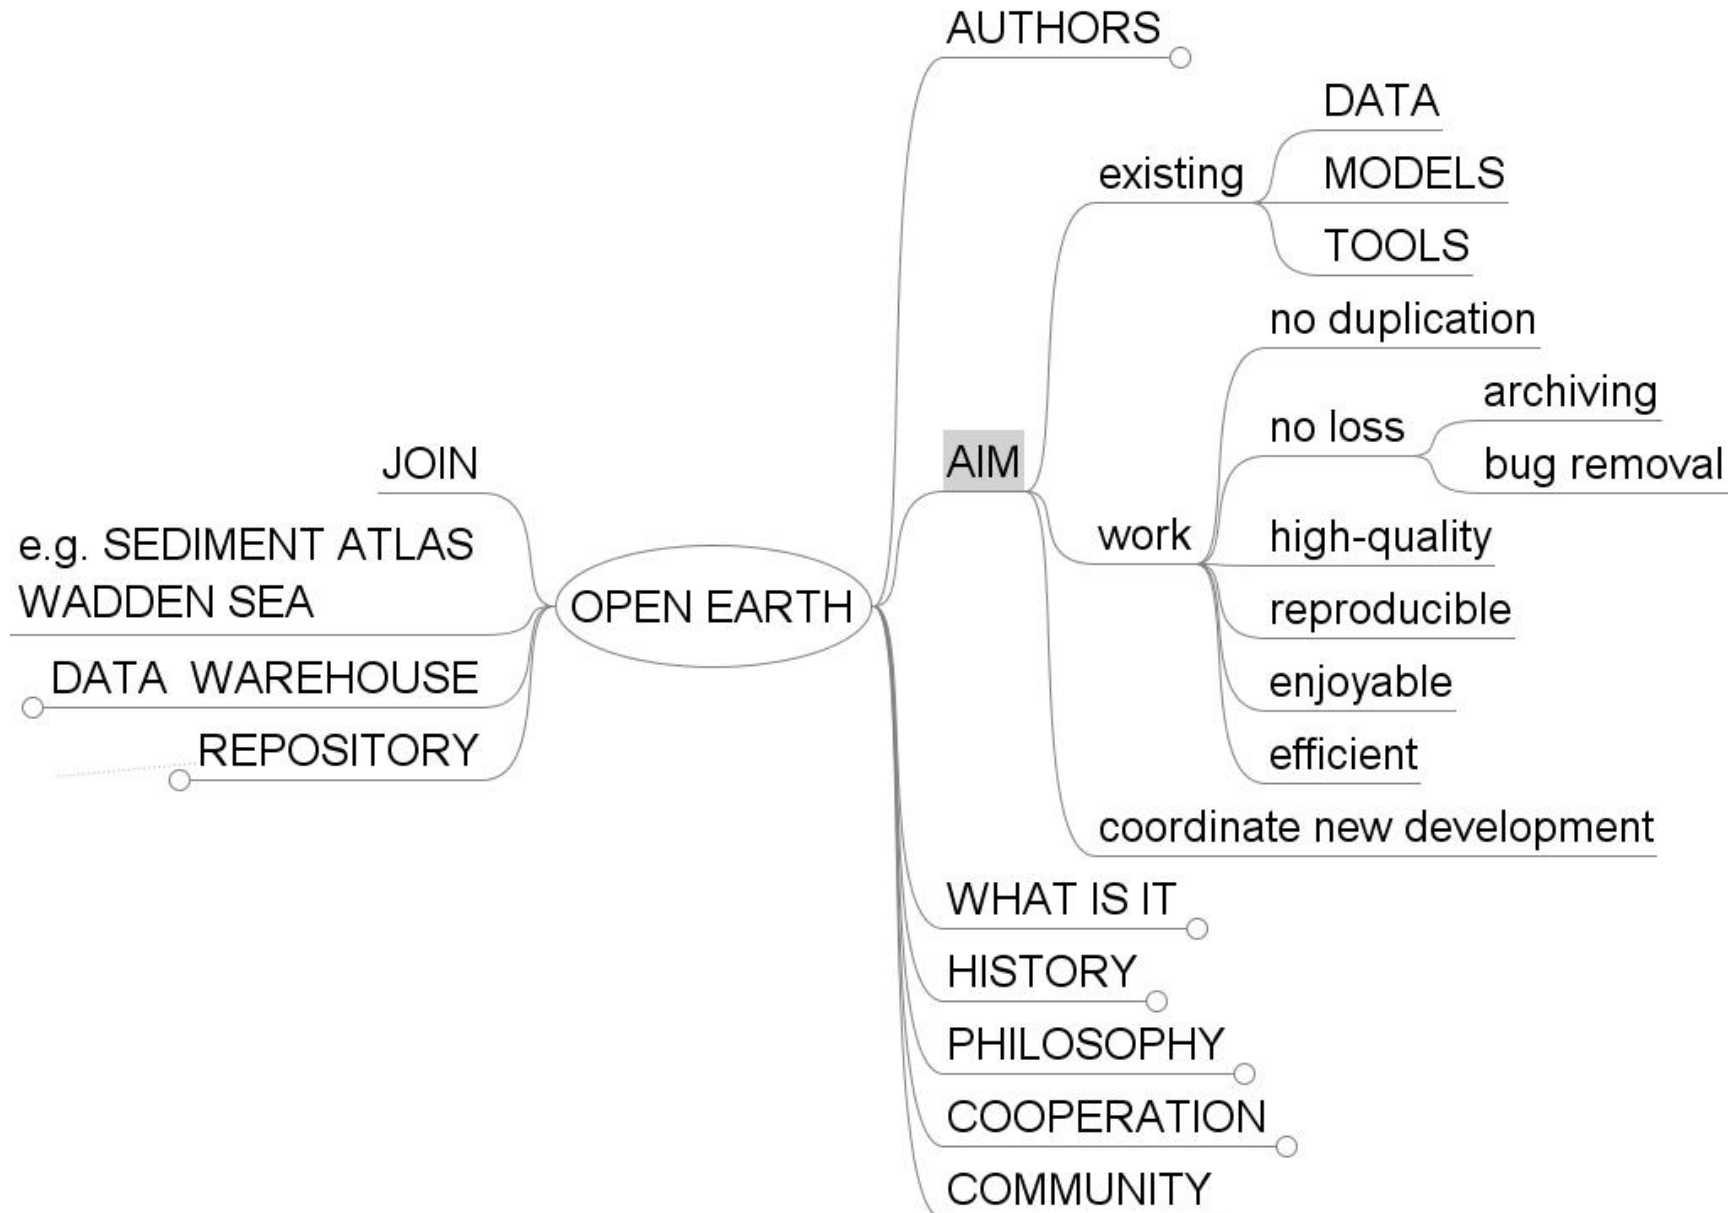 AUTHORS
DATA
existing
MODELS
TOOLS
no duplication
archiving
no loss
bug removal
AIM
work
high-quality
reproducible
enjoyable
efficient
coordinate new development
JOIN
e.g. SEDIMENT ATLAS
WADDEN SEA
OPEN EARTH
DATA  WAREHOUSE
REPOSITORY
WHAT IS IT
HISTORY
PHILOSOPHY
COOPERATION
COMMUNITY